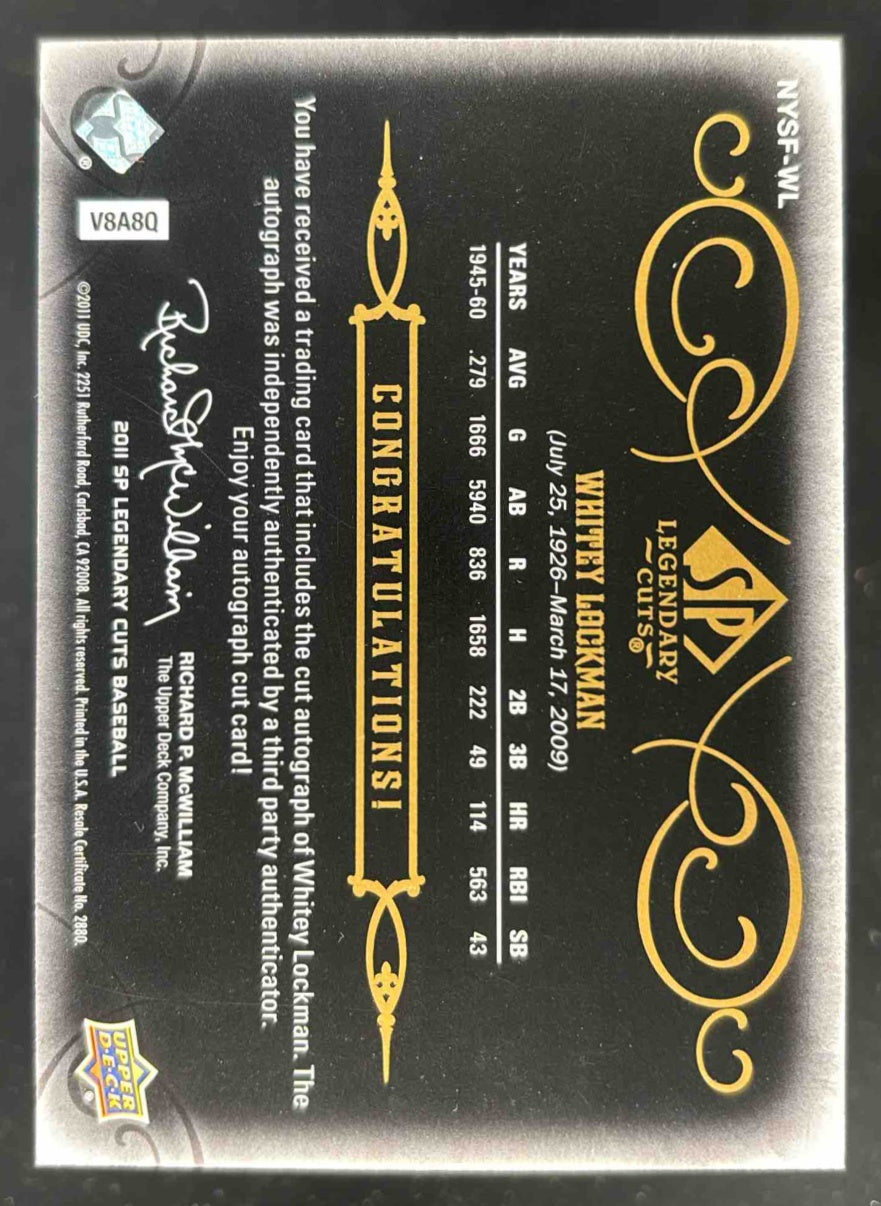 NYSF-WL
SP
LEGENDARY
CUTS®
WHITEY LOCKMAN
(July 25, 1926–March 17, 2009)
YEARS AVG G AB R H 2B 3B HR RBI SB
1945-60 .279 1666 5940 836 1658 222 49 114 563 43
CONGRATULATIONS!
You have received a trading card that includes the cut autograph of Whitey Lockman. The
autograph was independently authenticated by a third party authenticator.
Enjoy your autograph cut card!
Richard P. McWilliam
RICHARD P. McWILLIAM
The Upper Deck Company, Inc.
V8A8Q
2011 SP LEGENDARY CUTS BASEBALL
©2011 UDC, Inc. 2251 Rutherford Road, Carlsbad, CA 92008. All rights reserved. Printed in the U.S.A. Resale Certificate No. 2880.
®
UPPER
D·E·C·K
®